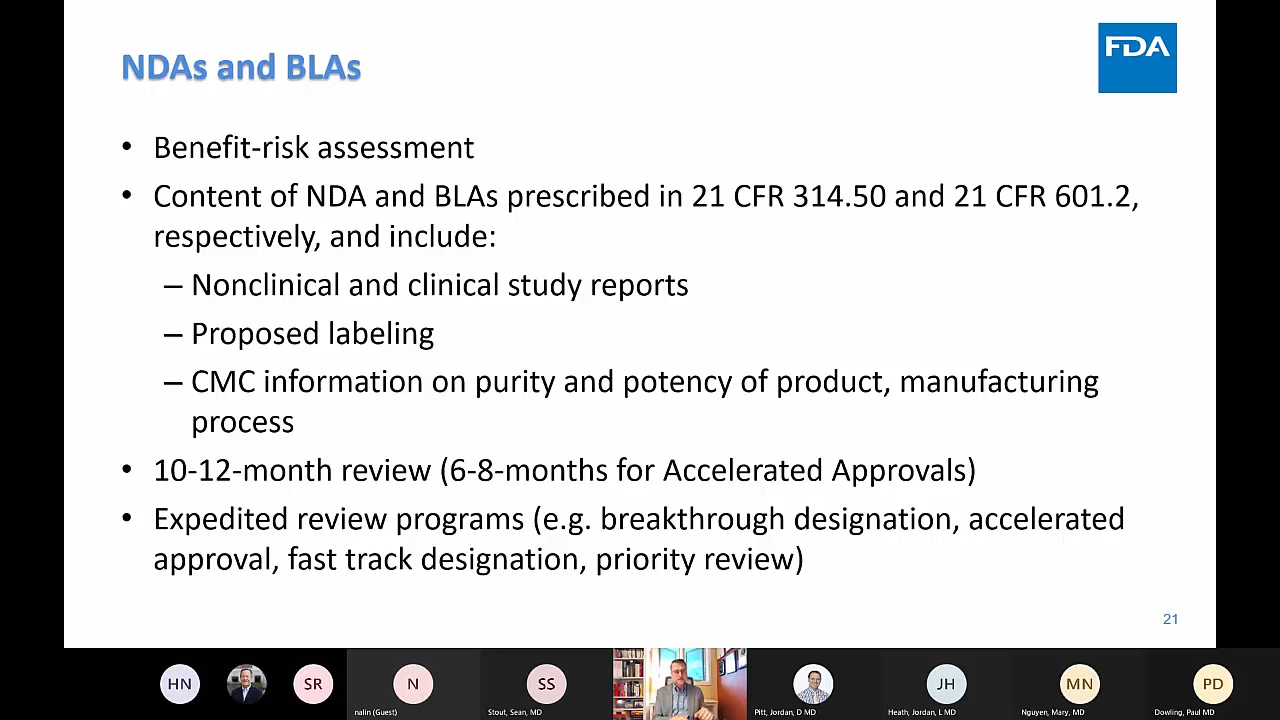 NDAs and BLAs
FDA
• Benefit-risk assessment
• Content of NDA and BLAs prescribed in 21 CFR 314.50 and 21 CFR 601.2,
respectively, and include:
– Nonclinical and clinical study reports
– Proposed labeling
– CMC information on purity and potency of product, manufacturing
process
• 10-12-month review (6-8-months for Accelerated Approvals)
• Expedited review programs (e.g. breakthrough designation, accelerated
approval, fast track designation, priority review)
21
HN
SR
N
SS
JH
MN
PD
nalin (Guest)
Stout, Sean, MD
Pitt, Jordan, D MD
Heath, Jordan, L MD
Nguyen, Mary, MD
Dowling, Paul MD